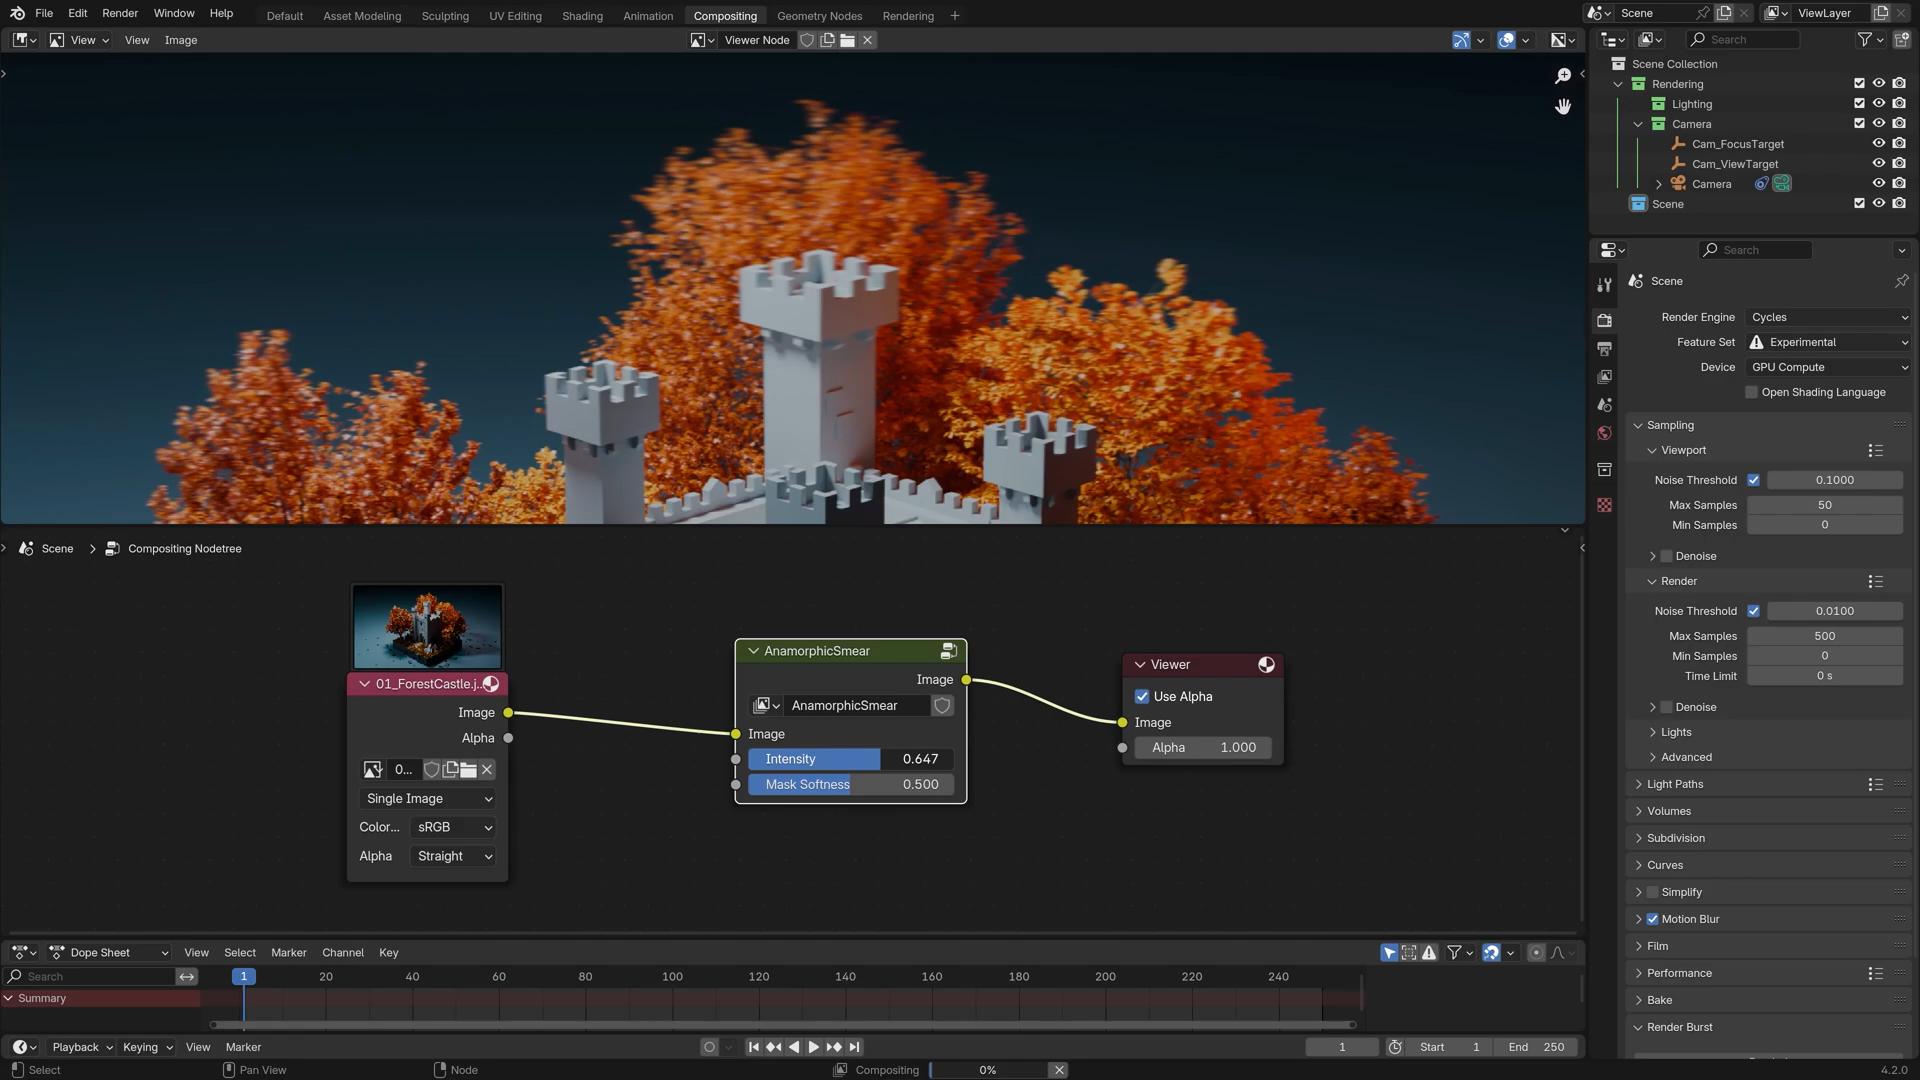 File Edit Render Window Help Default Asset Modeling Sculpting UV Editing Shading Animation Compositing Geometry Nodes Rendering + Scene ViewLayer
View View Image Viewer Node Search
Scene Collection
Rendering
Lighting
Camera
Cam_FocusTarget
Cam_ViewTarget
Camera
Scene
Search
Scene
Render Engine Cycles
Feature Set Experimental
Device GPU Compute
Open Shading Language
Sampling
Viewport
Noise Threshold 0.1000
Max Samples 50
Min Samples 0
Denoise
Render
Noise Threshold 0.0100
Max Samples 500
Min Samples 0
Time Limit 0 s
Denoise
Lights
Advanced
Light Paths
Volumes
Subdivision
Curves
Simplify
Motion Blur
Film
Performance
Bake
Render Burst
Scene Compositing Nodetree
01_ForestCastle.j...
Image
Alpha
0...
Single Image
Color... sRGB
Alpha Straight
AnamorphicSmear
Image
AnamorphicSmear
Image
Intensity 0.647
Mask Softness 0.500
Viewer
Use Alpha
Image
Alpha 1.000
Dope Sheet View Select Marker Channel Key
Search 1 20 40 60 80 100 120 140 160 180 200 220 240
Summary
Playback Keying View Marker 1 Start 1 End 250
Select Pan View Node Compositing 0% 4.2.0